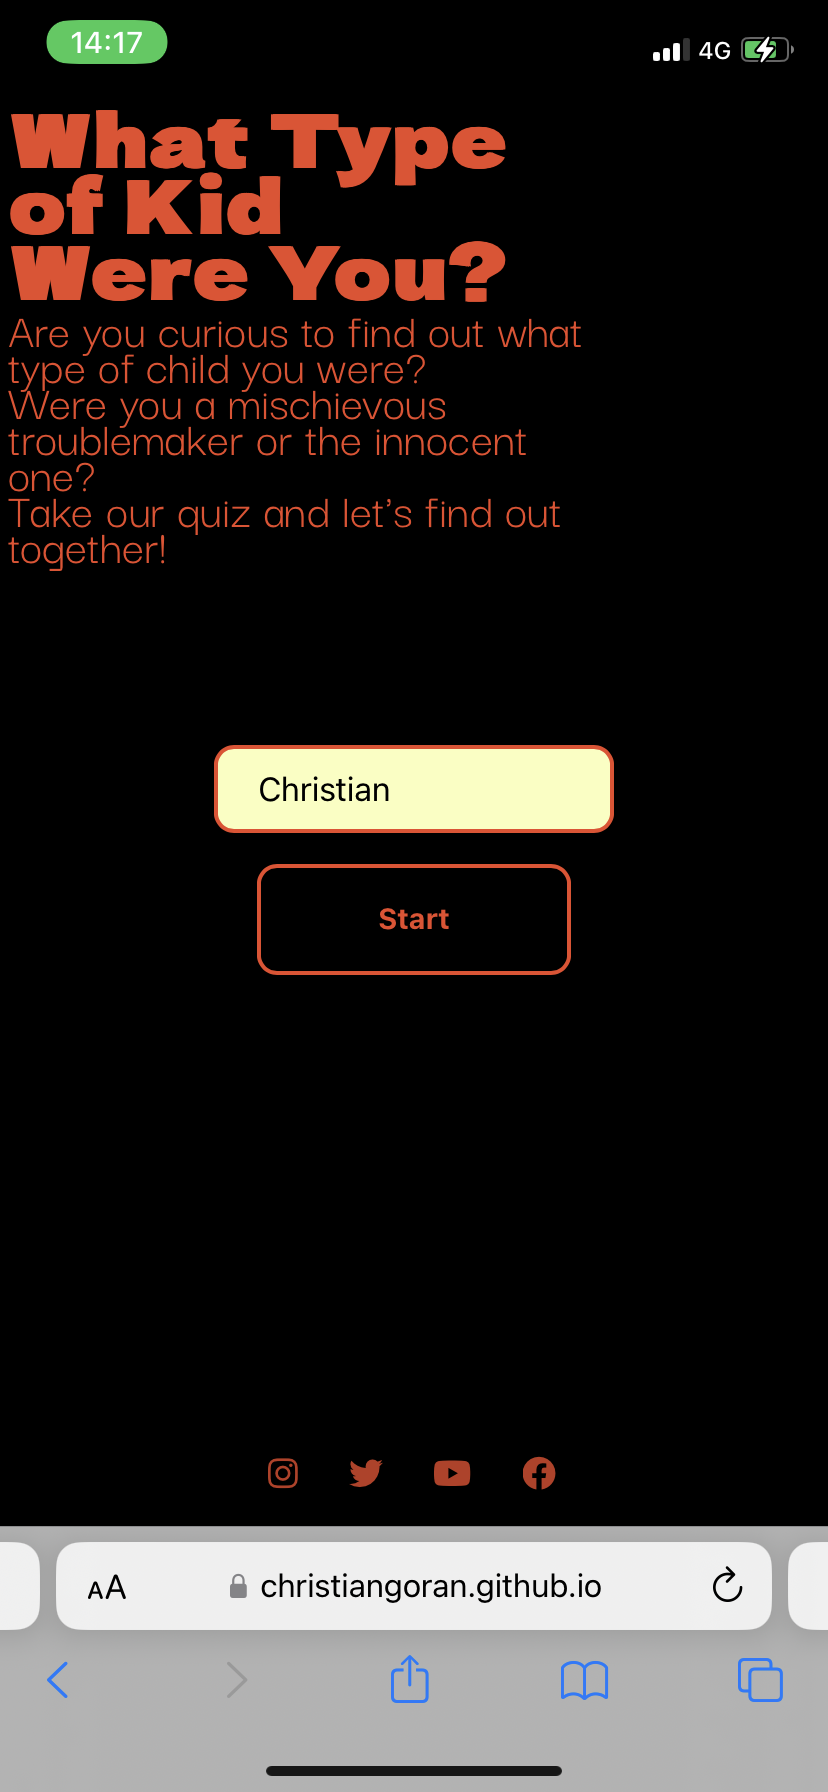 14:17
4G
What Type
of Kid
Were You?
Are you curious to find out what
type of child you were?
Were you a mischievous
troublemaker or the innocent
one?
Take our quiz and let's find out
together!
Christian
Start
AA
christiangoran.github.io